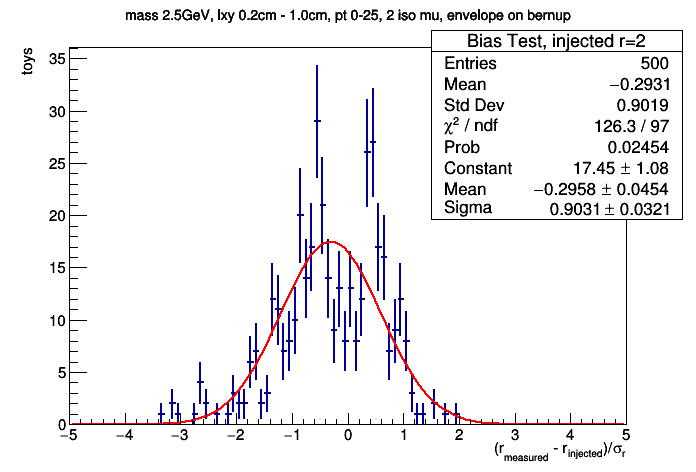 mass 2.5GeV, lxy 0.2cm - 1.0cm, pt 0-25, 2 iso mu, envelope on bernup
Bias Test, injected r=2
Entries 500
Mean −0.2931
Std Dev 0.9019
χ² / ndf 126.3 / 97
Prob 0.02454
Constant 17.45 ± 1.08
Mean −0.2958 ± 0.0454
Sigma 0.9031 ± 0.0321
toys
35
30
25
20
15
10
5
0
−5 −4 −3 −2 −1 0 1 2 3 4 5
(r_measured - r_injected)/σ_r